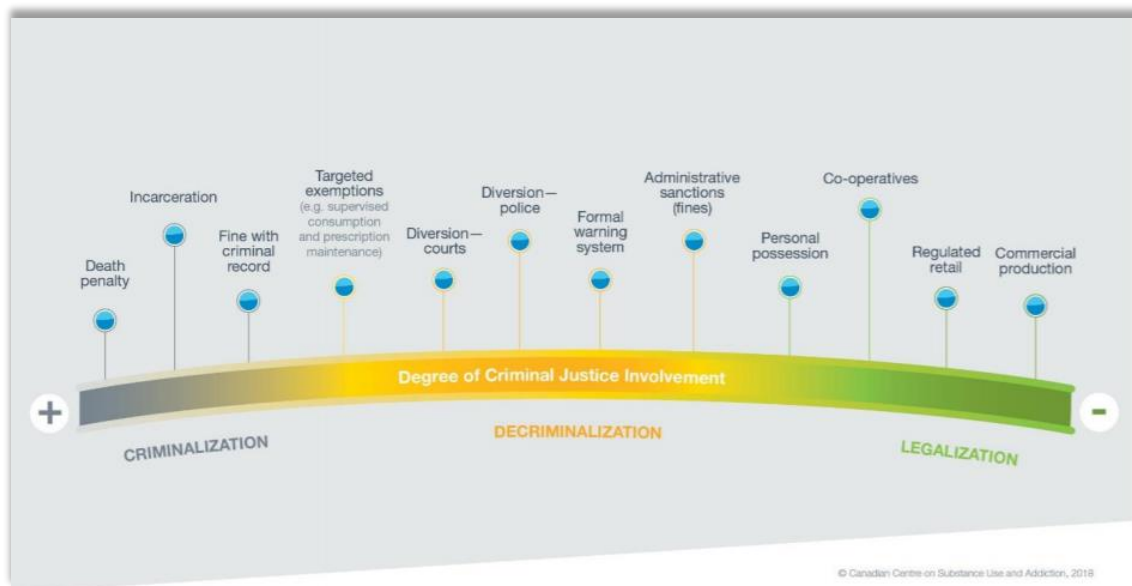 Death
penalty
Incarceration
Fine with
criminal
record
Targeted
exemptions
(e.g. supervised
consumption
and prescription
maintenance)
Diversion—
courts
Diversion—
police
Formal
warning
system
Administrative
sanctions
(fines)
Personal
possession
Co-operatives
Regulated
retail
Commercial
production
+
Degree of Criminal Justice Involvement
-
CRIMINALIZATION
DECRIMINALIZATION
LEGALIZATION
© Canadian Centre on Substance Use and Addiction, 2018